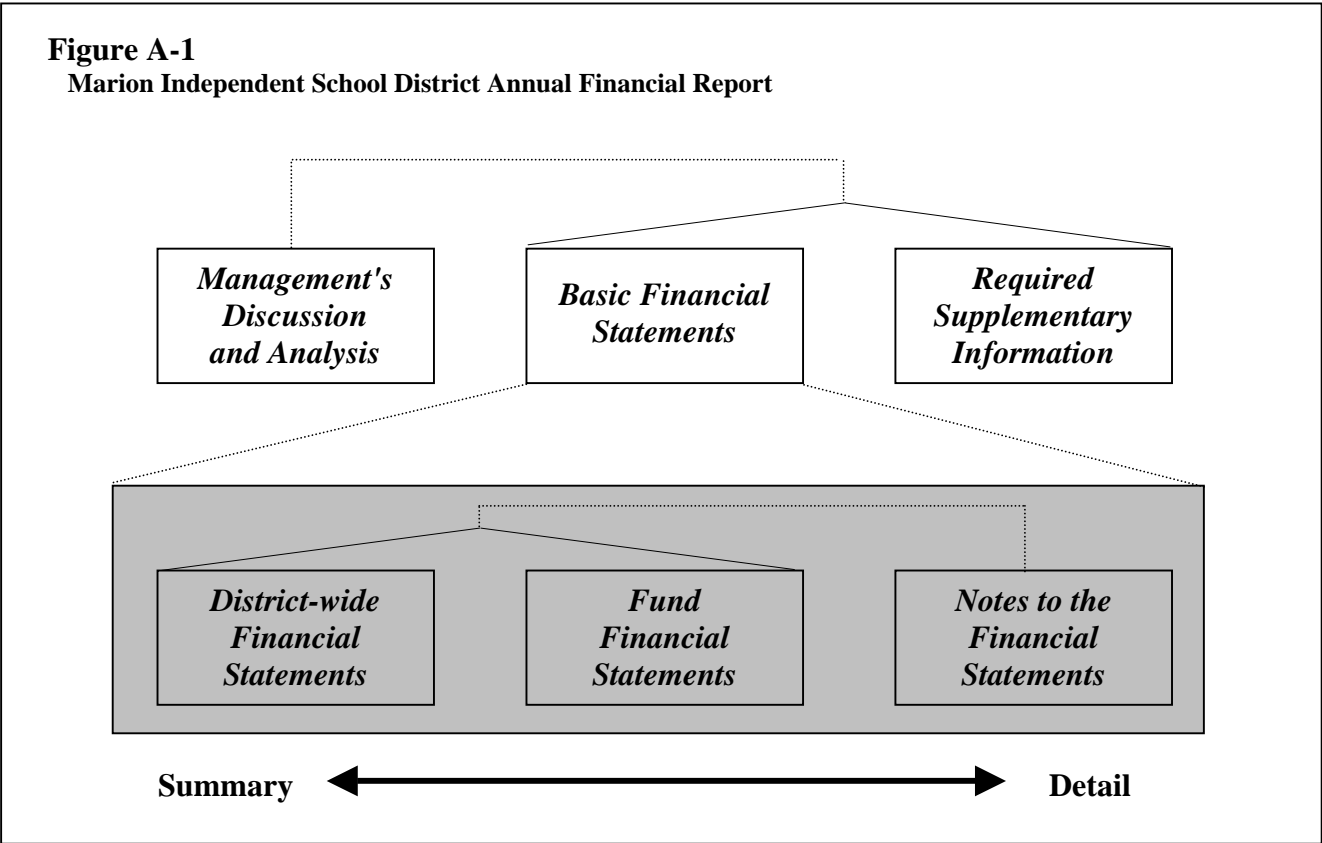 Figure A-1
Marion Independent School District Annual Financial Report
Management's
Discussion
and Analysis
Basic Financial
Statements
Required
Supplementary
Information
District-wide
Financial
Statements
Fund
Financial
Statements
Notes to the
Financial
Statements
Summary
Detail